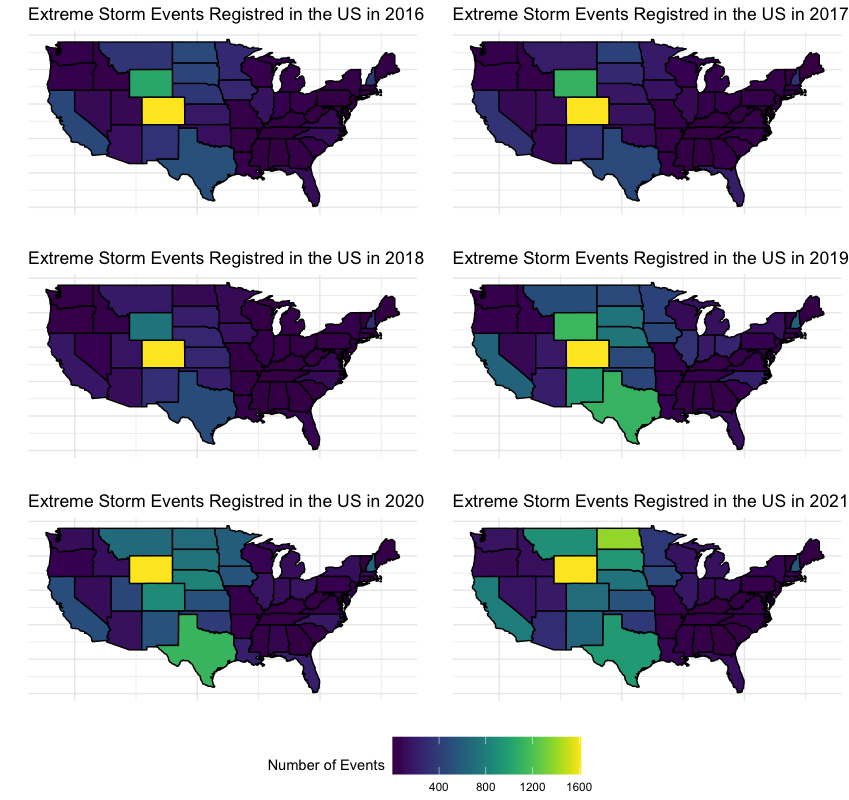 Extreme Storm Events Registred in the US in 2016
Extreme Storm Events Registred in the US in 2017
Extreme Storm Events Registred in the US in 2018
Extreme Storm Events Registred in the US in 2019
Extreme Storm Events Registred in the US in 2020
Extreme Storm Events Registred in the US in 2021
Number of Events
400 800 1200 1600